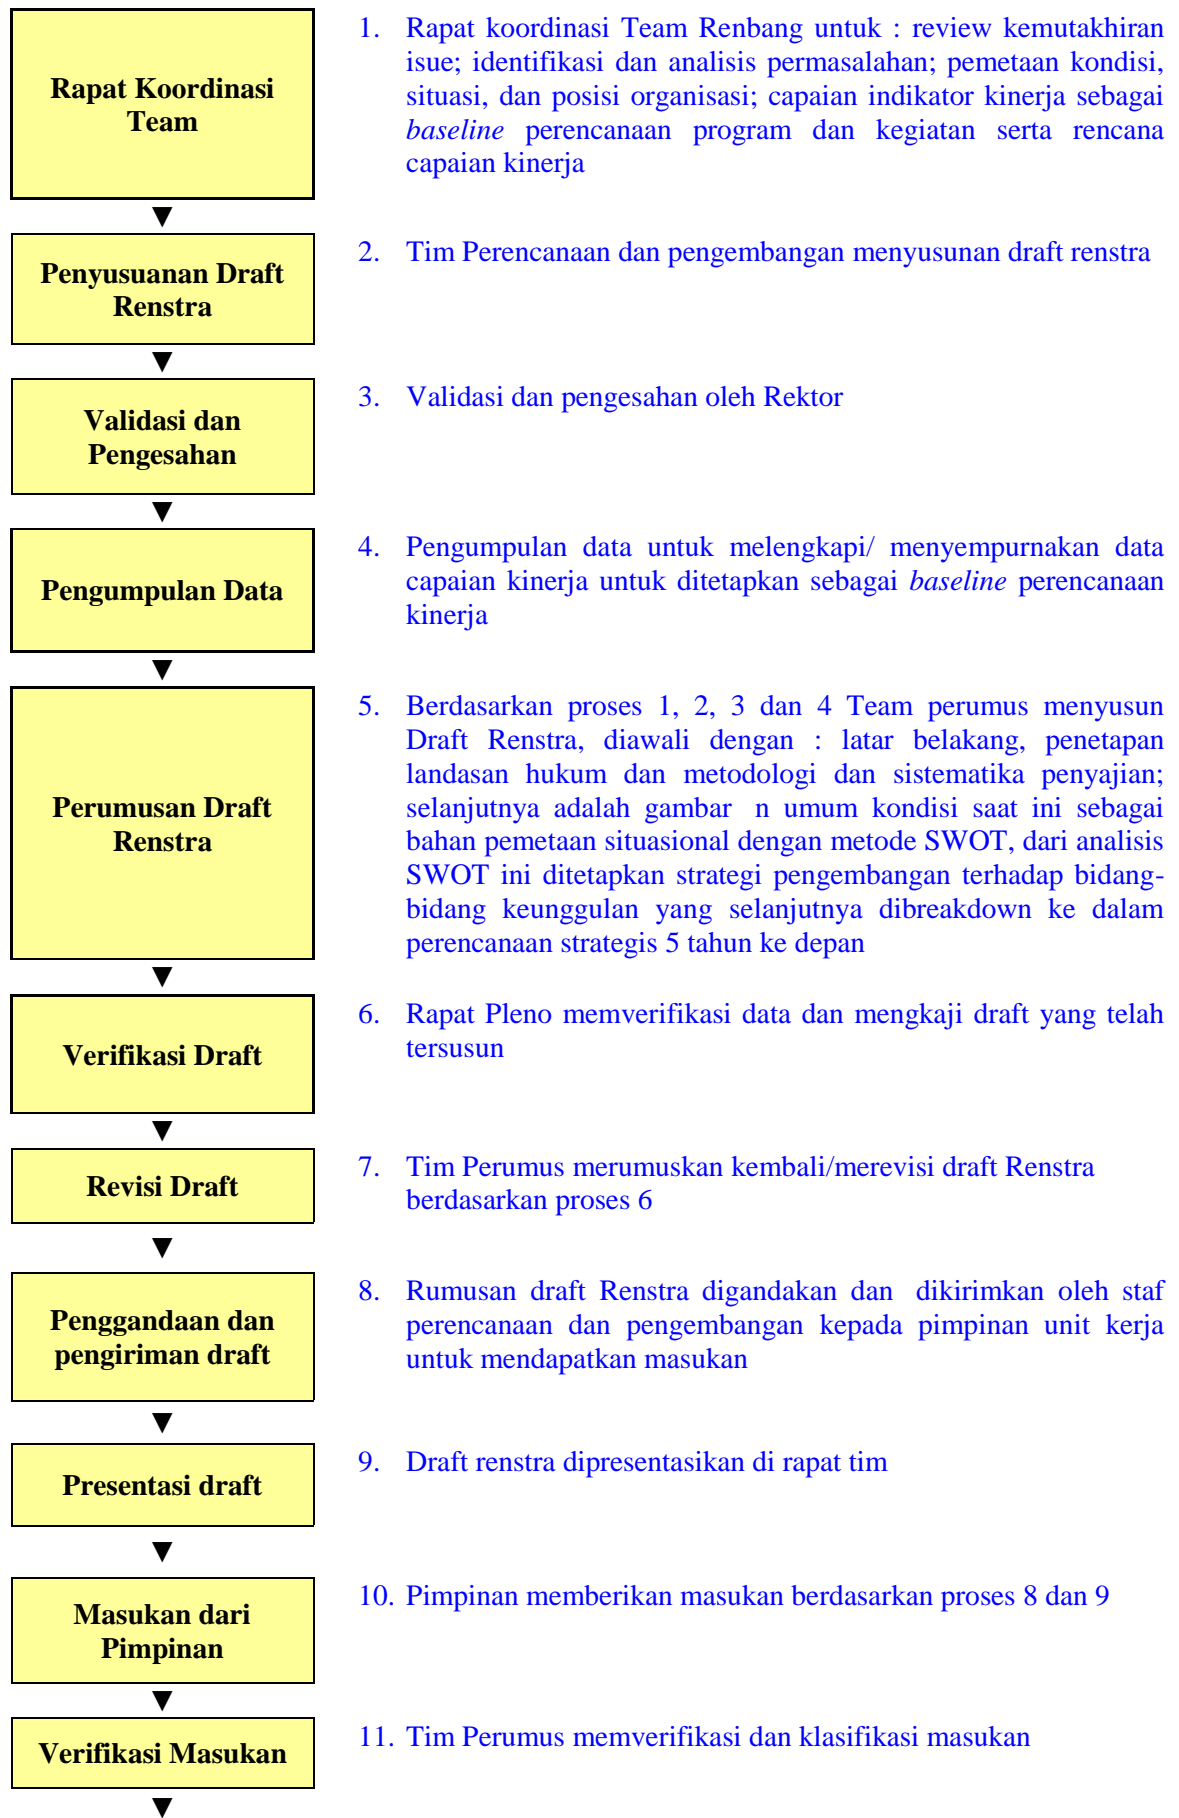 Rapat Koordinasi
Team
1. Rapat koordinasi Team Renbang untuk : review kemutakhiran
isue; identifikasi dan analisis permasalahan; pemetaan kondisi,
situasi, dan posisi organisasi; capaian indikator kinerja sebagai
baseline perencanaan program dan kegiatan serta rencana
capaian kinerja
▼
Penyusuanan Draft
Renstra
2. Tim Perencanaan dan pengembangan menyusunan draft renstra
▼
Validasi dan
Pengesahan
3. Validasi dan pengesahan oleh Rektor
▼
Pengumpulan Data
4. Pengumpulan data untuk melengkapi/ menyempurnakan data
capaian kinerja untuk ditetapkan sebagai baseline perencanaan
kinerja
▼
Perumusan Draft
Renstra
5. Berdasarkan proses 1, 2, 3 dan 4 Team perumus menyusun
Draft Renstra, diawali dengan : latar belakang, penetapan
landasan hukum dan metodologi dan sistematika penyajian;
selanjutnya adalah gambar n umum kondisi saat ini sebagai
bahan pemetaan situasional dengan metode SWOT, dari analisis
SWOT ini ditetapkan strategi pengembangan terhadap bidang-
bidang keunggulan yang selanjutnya dibreakdown ke dalam
perencanaan strategis 5 tahun ke depan
▼
Verifikasi Draft
6. Rapat Pleno memverifikasi data dan mengkaji draft yang telah
tersusun
▼
Revisi Draft
7. Tim Perumus merumuskan kembali/merevisi draft Renstra
berdasarkan proses 6
▼
Penggandaan dan
pengiriman draft
8. Rumusan draft Renstra digandakan dan dikirimkan oleh staf
perencanaan dan pengembangan kepada pimpinan unit kerja
untuk mendapatkan masukan
▼
Presentasi draft
9. Draft renstra dipresentasikan di rapat tim
▼
Masukan dari
Pimpinan
10. Pimpinan memberikan masukan berdasarkan proses 8 dan 9
▼
Verifikasi Masukan
11. Tim Perumus memverifikasi dan klasifikasi masukan
▼